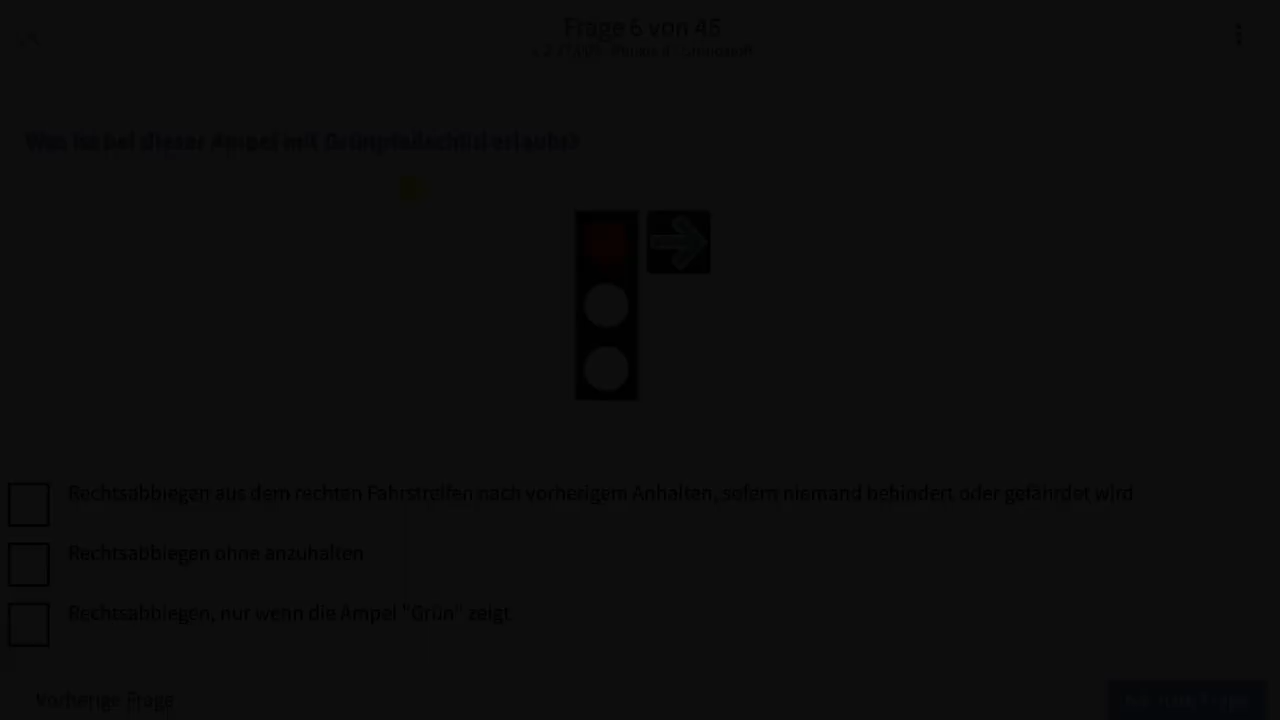 Frage 6 von 45
Was ist bei dieser Ampel mit Grünpfeilschild erlaubt?
Rechtsabbiegen aus dem rechten Fahrstreifen nach vorherigem Anhalten, sofern niemand behindert oder gefährdet wird
Rechtsabbiegen ohne anzuhalten
Rechtsabbiegen, nur wenn die Ampel "Grün" zeigt
Vorherige Frage
Nächste Frage